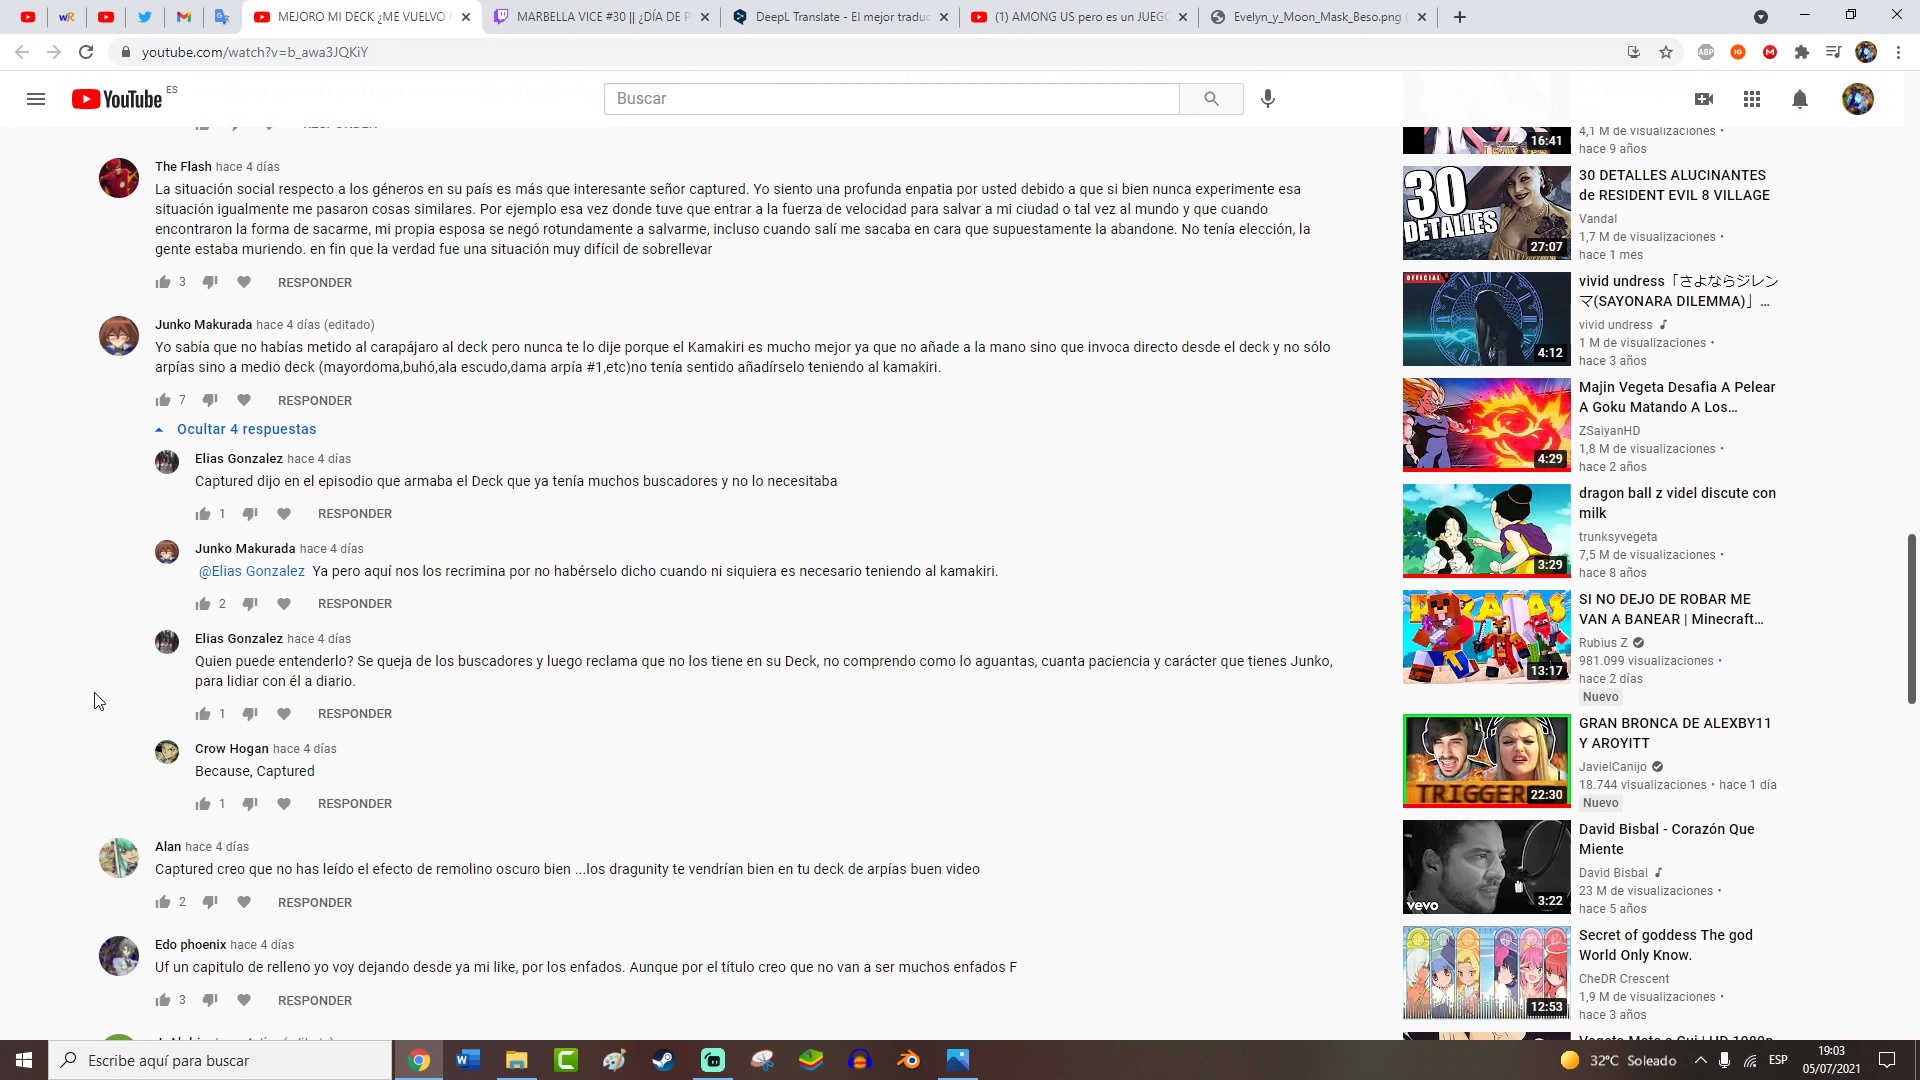 MEJORO MI DECK ¿ME VUELVO
MARBELLA VICE #30 || ¿DÍA DE P
DeepL Translate - El mejor traduc
(1) AMONG US pero es un JUEG
Evelyn_y_Moon_Mask_Beso.png
youtube.com/watch?v=b_awa3JQKiY
YouTube ES
Buscar
RESPONDER
The Flash hace 4 días
La situación social respecto a los géneros en su país es más que interesante señor captured. Yo siento una profunda enpatia por usted debido a que si bien nunca experimente esa
situación igualmente me pasaron cosas similares. Por ejemplo esa vez donde tuve que entrar a la fuerza de velocidad para salvar a mi ciudad o tal vez al mundo y que cuando
encontraron la forma de sacarme, mi propia esposa se negó rotundamente a salvarme, incluso cuando salí me sacaba en cara que supuestamente la abandone. No tenía elección, la
gente estaba muriendo. en fin que la verdad fue una situación muy difícil de sobrellevar
3 RESPONDER
Junko Makurada hace 4 días (editado)
Yo sabía que no habías metido al carapájaro al deck pero nunca te lo dije porque el Kamakiri es mucho mejor ya que no añade a la mano sino que invoca directo desde el deck y no sólo
arpías sino a medio deck (mayordoma,buhó,ala escudo,dama arpía #1,etc)no tenía sentido añadírselo teniendo al kamakiri.
7 RESPONDER
Ocultar 4 respuestas
Elias Gonzalez hace 4 días
Captured dijo en el episodio que armaba el Deck que ya tenía muchos buscadores y no lo necesitaba
1 RESPONDER
Junko Makurada hace 4 días
@Elias Gonzalez Ya pero aquí nos los recrimina por no habérselo dicho cuando ni siquiera es necesario teniendo al kamakiri.
2 RESPONDER
Elias Gonzalez hace 4 días
Quien puede entenderlo? Se queja de los buscadores y luego reclama que no los tiene en su Deck, no comprendo como lo aguantas, cuanta paciencia y carácter que tienes Junko,
para lidiar con él a diario.
1 RESPONDER
Crow Hogan hace 4 días
Because, Captured
1 RESPONDER
Alan hace 4 días
Captured creo que no has leído el efecto de remolino oscuro bien ...los dragunity te vendrían bien en tu deck de arpías buen video
2 RESPONDER
Edo phoenix hace 4 días
Uf un capitulo de relleno yo voy dejando desde ya mi like, por los enfados. Aunque por el título creo que no van a ser muchos enfados F
3 RESPONDER
16:41
4,1 M de visualizaciones •
hace 9 años
30 DETALLES
27:07
30 DETALLES ALUCINANTES
de RESIDENT EVIL 8 VILLAGE
Vandal
1,7 M de visualizaciones •
hace 1 mes
OFFICIAL
4:12
vivid undress「さよならジレン
マ(SAYONARA DILEMMA)」...
vivid undress
1 M de visualizaciones •
hace 3 años
4:29
Majin Vegeta Desafia A Pelear
A Goku Matando A Los...
ZSaiyanHD
1,8 M de visualizaciones •
hace 2 años
3:29
dragon ball z videl discute con
milk
trunksyvegeta
7,5 M de visualizaciones •
hace 8 años
13:17
SI NO DEJO DE ROBAR ME
VAN A BANEAR | Minecraft...
Rubius Z
981.099 visualizaciones •
hace 2 días
Nuevo
TRIGGER
22:30
GRAN BRONCA DE ALEXBY11
Y AROYITT
JavielCanijo
18.744 visualizaciones • hace 1 día
Nuevo
vevo
3:22
David Bisbal - Corazón Que
Miente
David Bisbal
23 M de visualizaciones •
hace 5 años
12:53
Secret of goddess The god
World Only Know.
CheDR Crescent
1,9 M de visualizaciones •
hace 3 años
Escribe aquí para buscar
32°C Soleado
ESP
19:03
05/07/2021